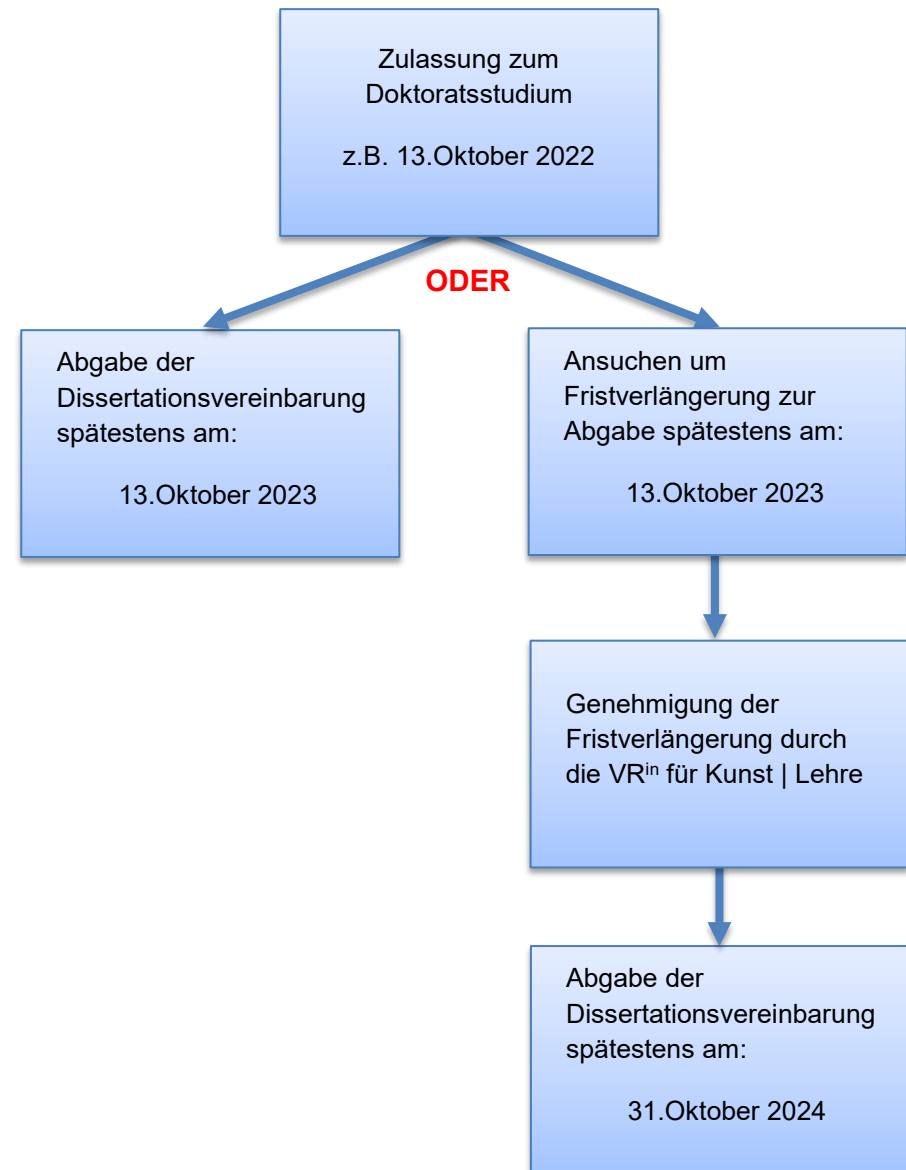 Zulassung zum
Doktoratsstudium
z.B. 13.Oktober 2022
ODER
Abgabe der
Dissertationsvereinbarung
spätestens am:
13.Oktober 2023
Ansuchen um
Fristverlängerung zur
Abgabe spätestens am:
13.Oktober 2023
Genehmigung der
Fristverlängerung durch
die VRⁱⁿ für Kunst | Lehre
Abgabe der
Dissertationsvereinbarung
spätestens am:
31.Oktober 2024